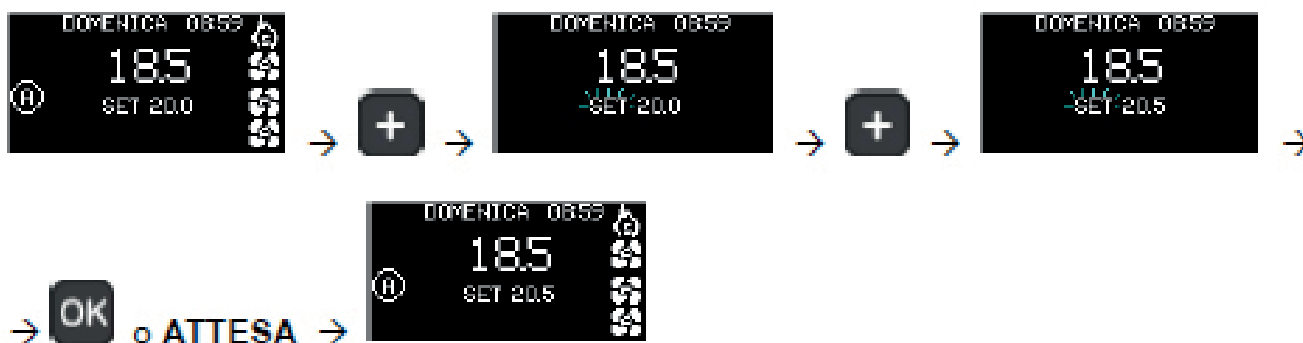 DOMENICA 08:59
18.5
A
SET 20.0
→ + →
DOMENICA 08:59
18.5
SET 20.0
→ + →
DOMENICA 08:59
18.5
SET 20.5
→
→ OK o ATTESA →
DOMENICA 08:59
18.5
A
SET 20.5